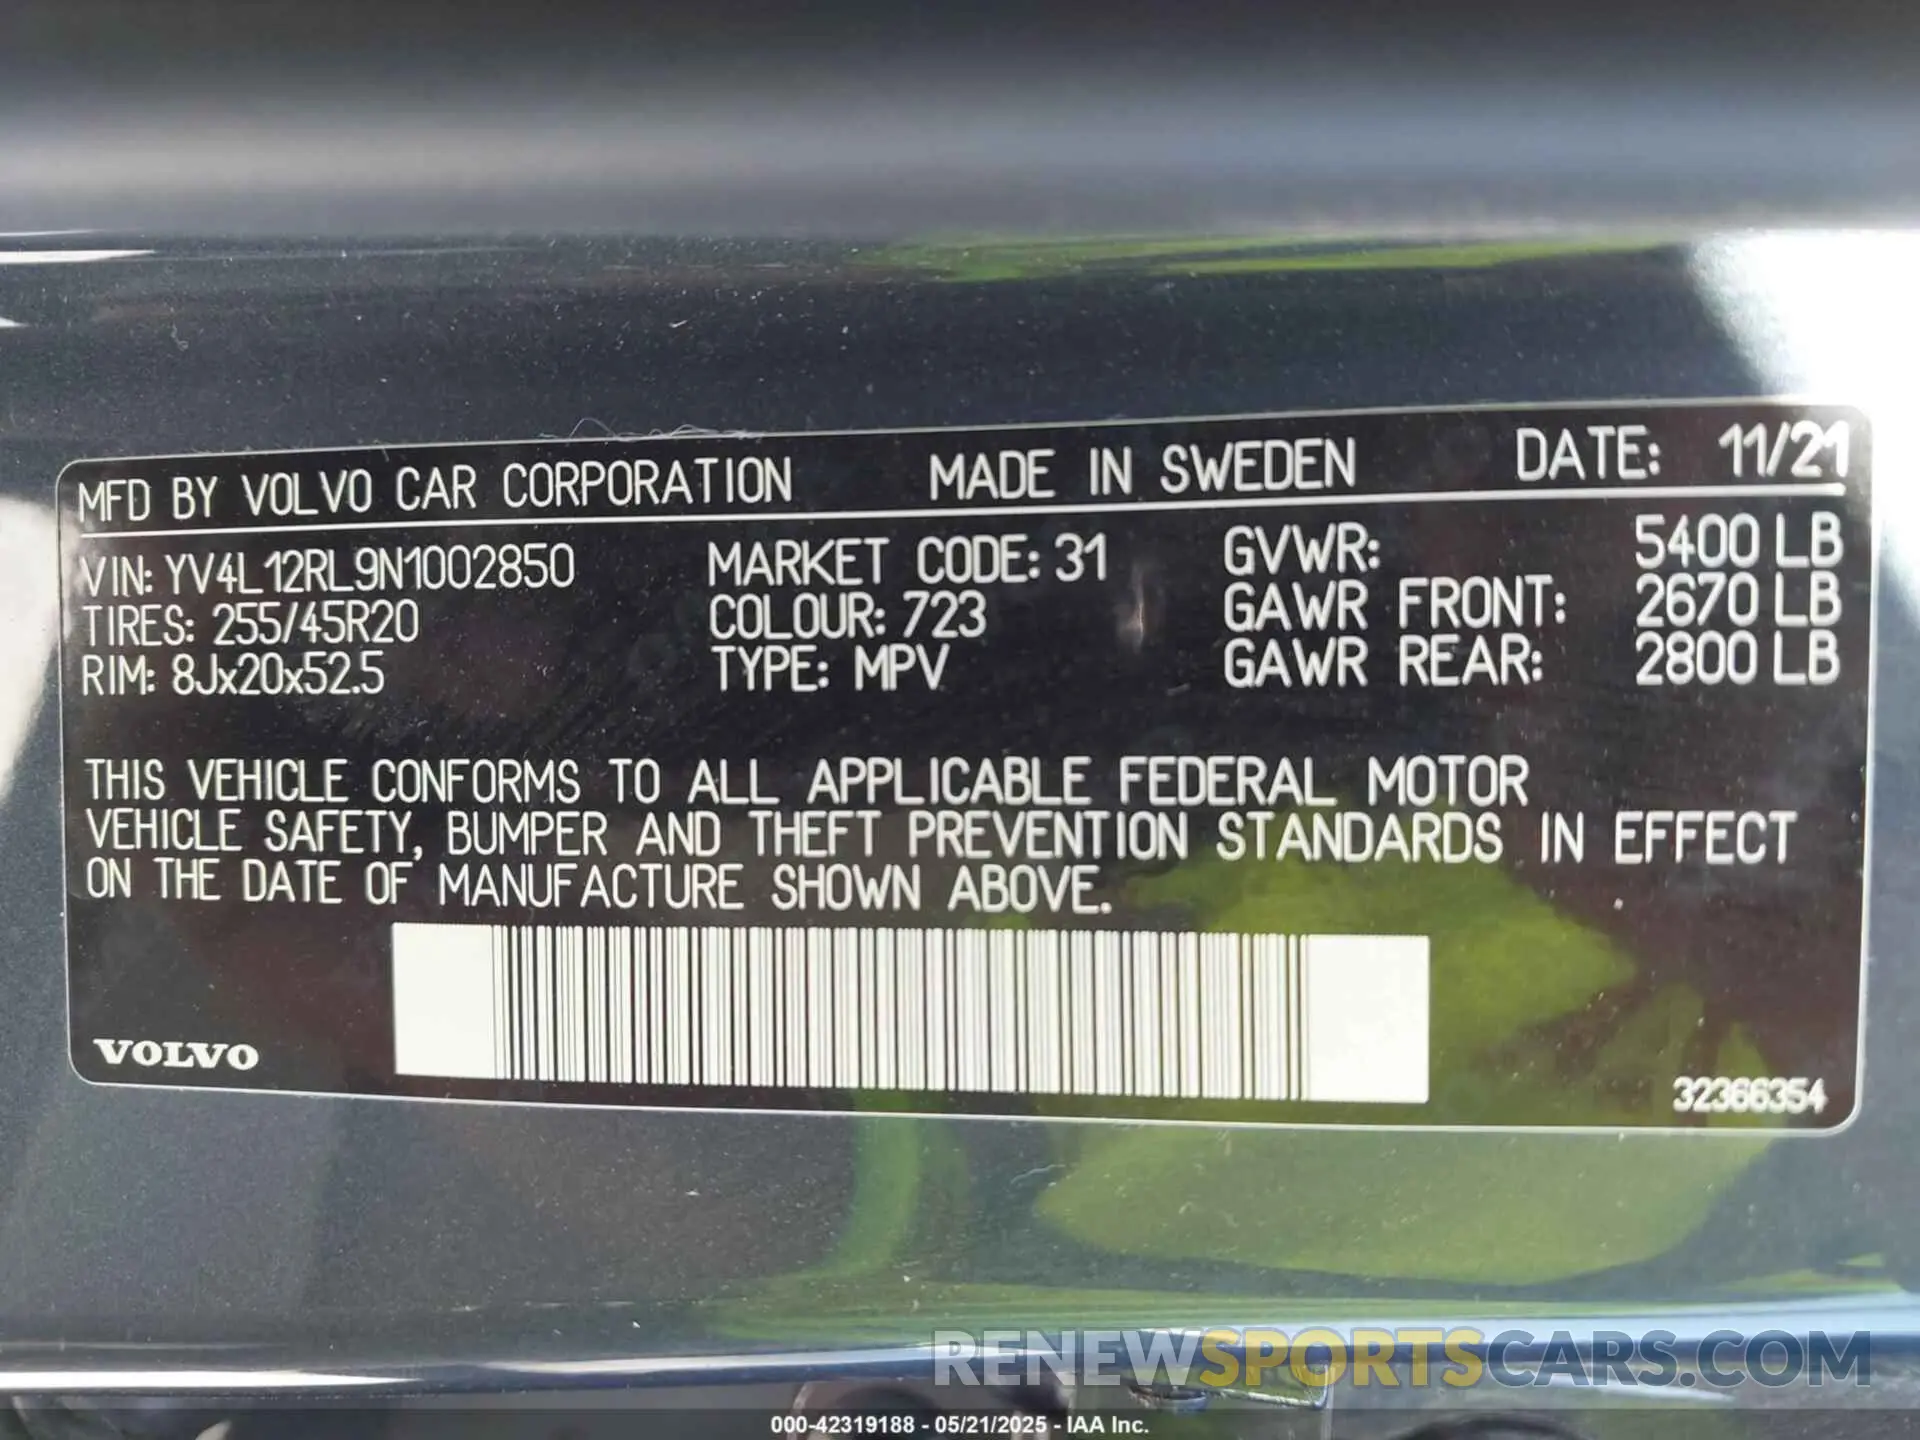 MFD BY VOLVO CAR CORPORATION MADE IN SWEDEN DATE: 11/21
VIN: YV4L12RL9N1002850 MARKET CODE: 31 GVWR: 5400 LB
TIRES: 255/45R20 COLOUR: 723 GAWR FRONT: 2670 LB
RIM: 8Jx20x52.5 TYPE: MPV GAWR REAR: 2800 LB
THIS VEHICLE CONFORMS TO ALL APPLICABLE FEDERAL MOTOR
VEHICLE SAFETY, BUMPER AND THEFT PREVENTION STANDARDS IN EFFECT
ON THE DATE OF MANUFACTURE SHOWN ABOVE.
VOLVO
32366354
RENEWSPORTSCARS.COM
000-42319188 - 05/21/2025 - IAA Inc.